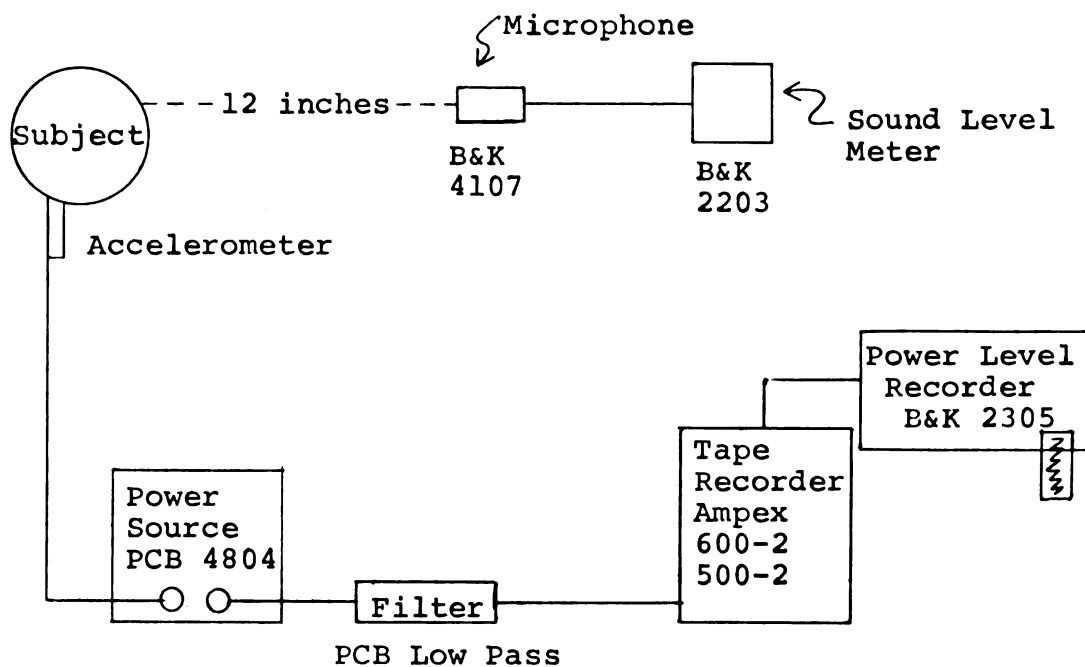 Microphone
Subject
12 inches
B&K
4107
B&K
2203
Sound Level
Meter
Accelerometer
Power Level
Recorder
B&K 2305
Tape
Recorder
Ampex
600-2
500-2
Power
Source
PCB 4804
Filter
PCB Low Pass